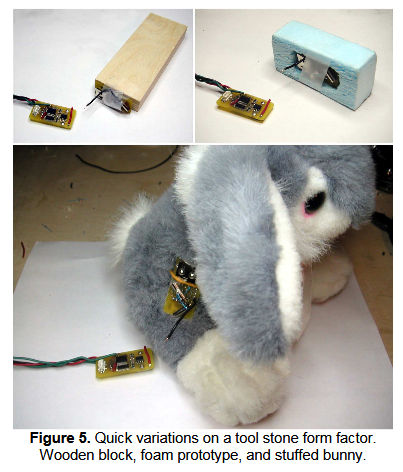 Figure 5. Quick variations on a tool stone form factor.
Wooden block, foam prototype, and stuffed bunny.